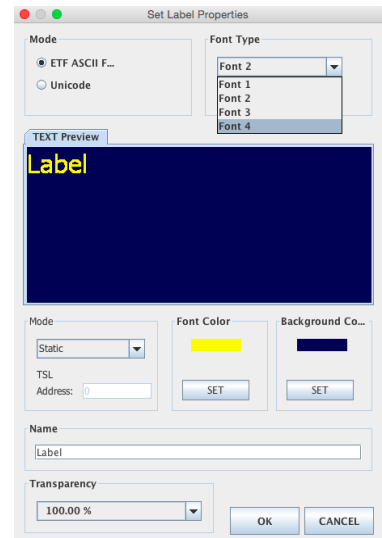 Set Label Properties
Mode
ETF ASCII F...
Unicode
Font Type
Font 2
Font 1
Font 2
Font 3
Font 4
TEXT Preview
Label
Mode
Static
TSL
Address: 0
Font Color
SET
Background Co...
SET
Name
Label
Transparency
100.00 %
OK
CANCEL